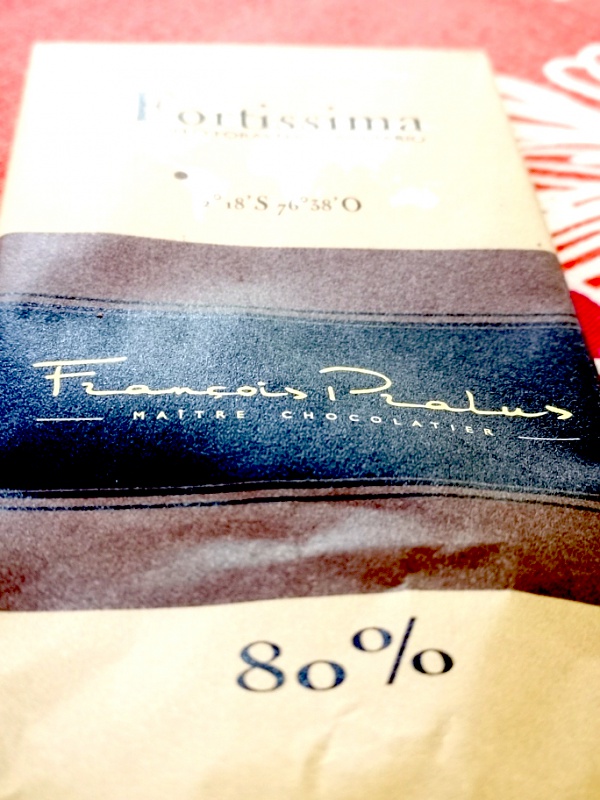 Fortissima
18'S 76°38'O
François Pralus
MAÎTRE CHOCOLATIER
80%